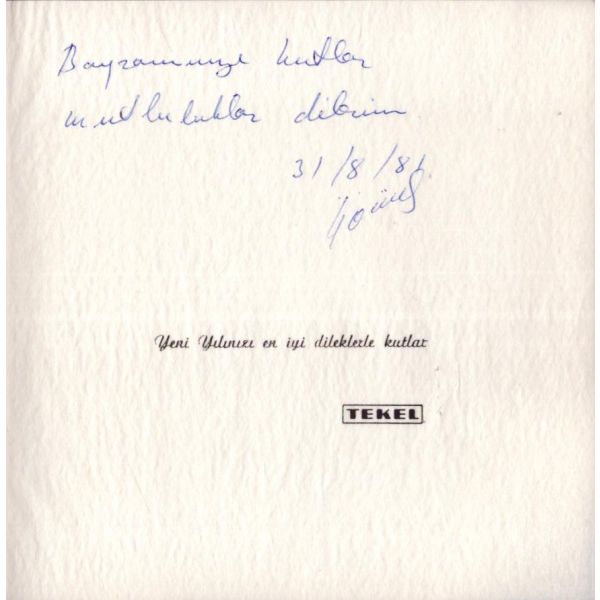 Bayramınızı kutlar
mutluluklar dilerim
31/8/81
Yeni Yılınızı en iyi dileklerle kutlar
TEKEL